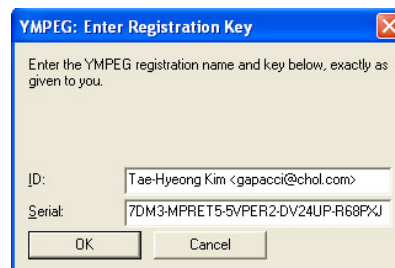 YMPEG: Enter Registration Key
Enter the YMPEG registration name and key below, exactly as
given to you.
ID:
Tae-Hyeong Kim <gapacci@chol.com>
Serial:
7DM3-MPRET5-5VPER2-DV24UP-R68PXJ
OK
Cancel